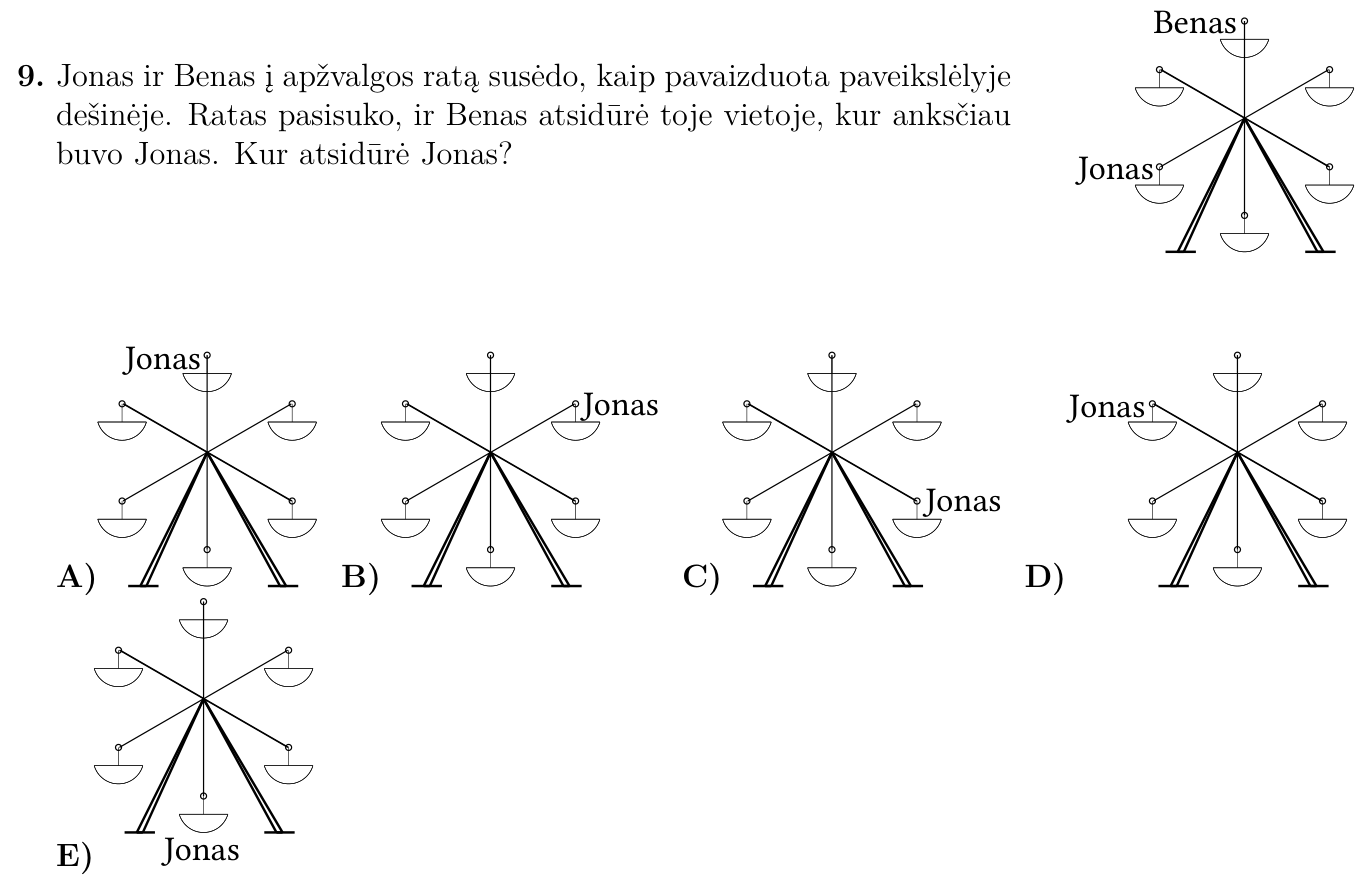 Benas
9. Jonas ir Benas į apžvalgos ratą susėdo, kaip pavaizduota paveikslėlyje
dešinėje. Ratas pasisuko, ir Benas atsidūrė toje vietoje, kur anksčiau
buvo Jonas. Kur atsidūrė Jonas?
Jonas
Jonas
A)
Jonas
B)
Jonas
C)
Jonas
D)
Jonas
E)